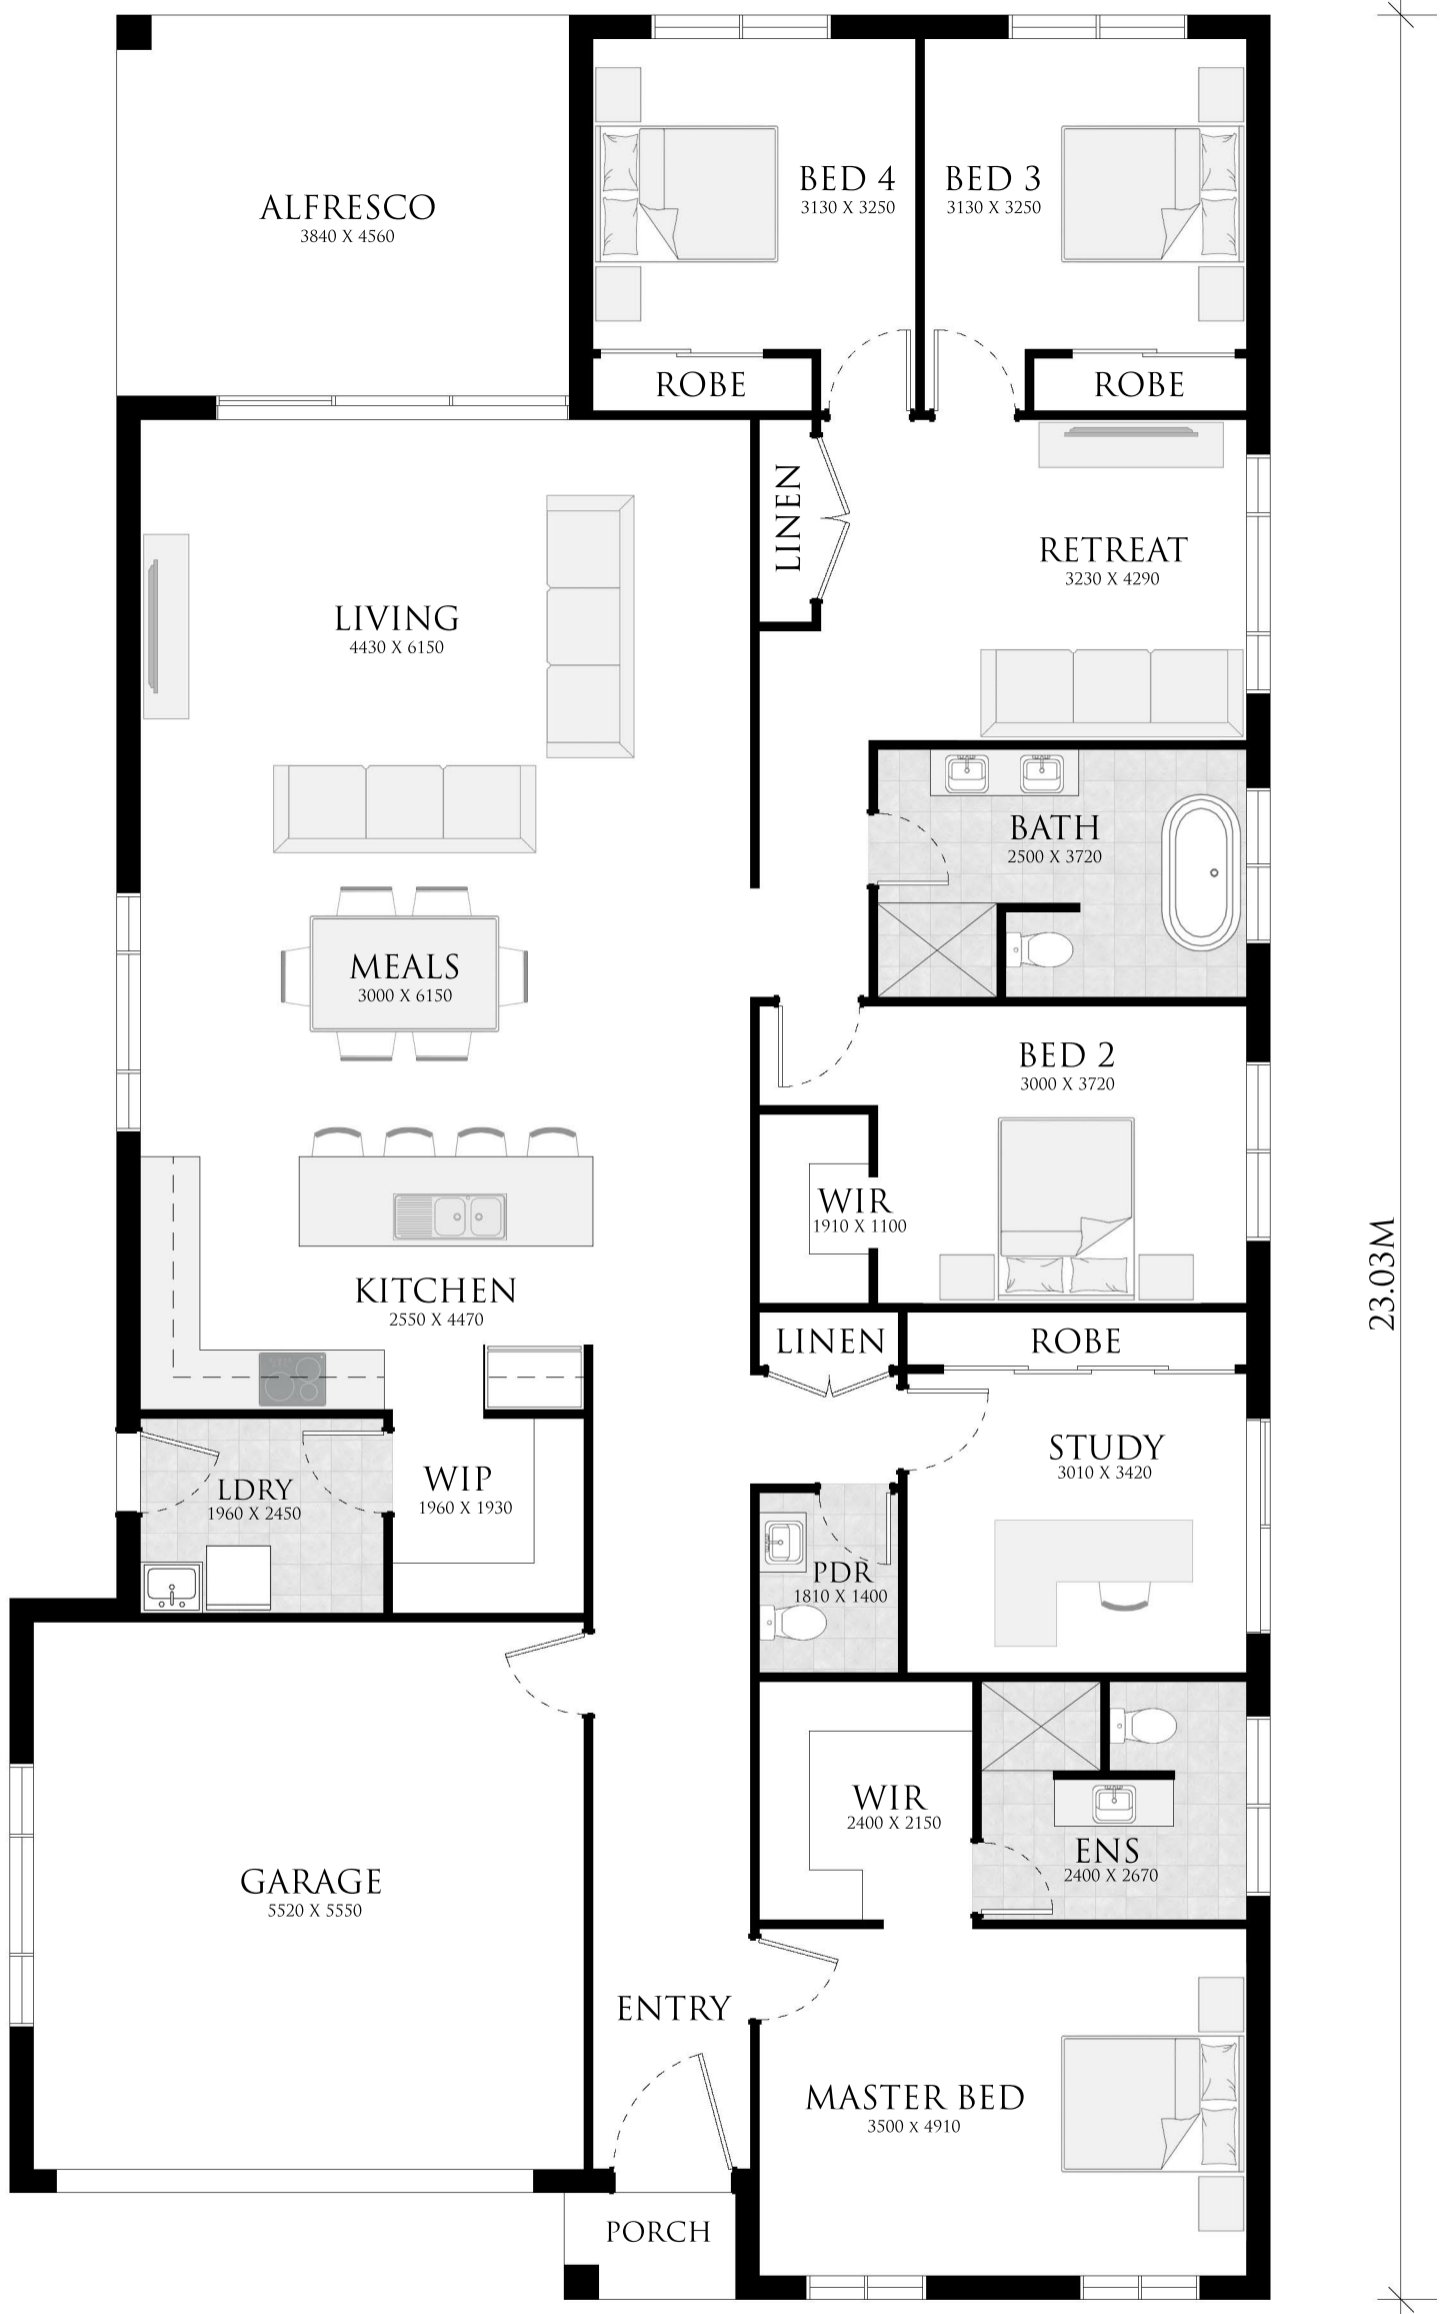 ALFRESCO
3840 X 4560
BED 4
3130 X 3250
BED 3
3130 X 3250
ROBE
ROBE
LINEN
RETREAT
3230 X 4290
LIVING
4430 X 6150
BATH
2500 X 3720
MEALS
3000 X 6150
BED 2
3000 X 3720
WIR
1910 X 1100
23.03M
KITCHEN
2550 X 4470
LINEN
ROBE
STUDY
3010 X 3420
LDRY
1960 X 2450
WIP
1960 X 1930
PDR
1810 X 1400
WIR
2400 X 2150
ENS
2400 X 2670
GARAGE
5520 X 5550
ENTRY
MASTER BED
3500 X 4910
PORCH